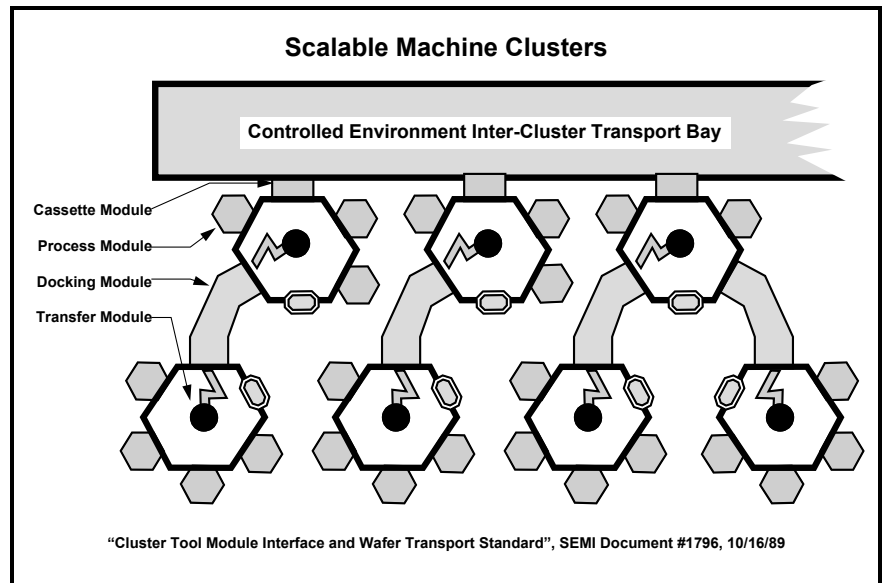 Scalable Machine Clusters
Controlled Environment Inter-Cluster Transport Bay
Cassette Module
Process Module
Docking Module
Transfer Module
“Cluster Tool Module Interface and Wafer Transport Standard”, SEMI Document #1796, 10/16/89